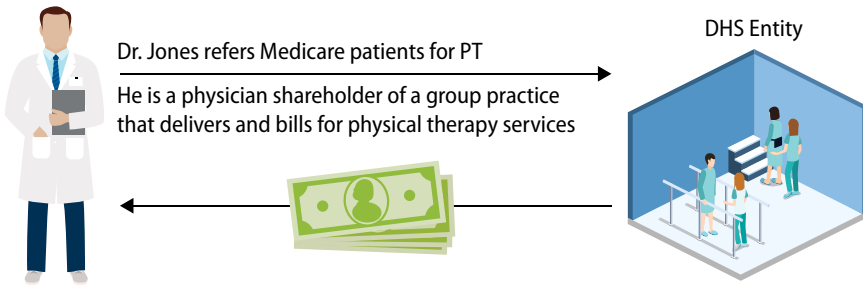 DHS Entity
Dr. Jones refers Medicare patients for PT
He is a physician shareholder of a group practice
that delivers and bills for physical therapy services